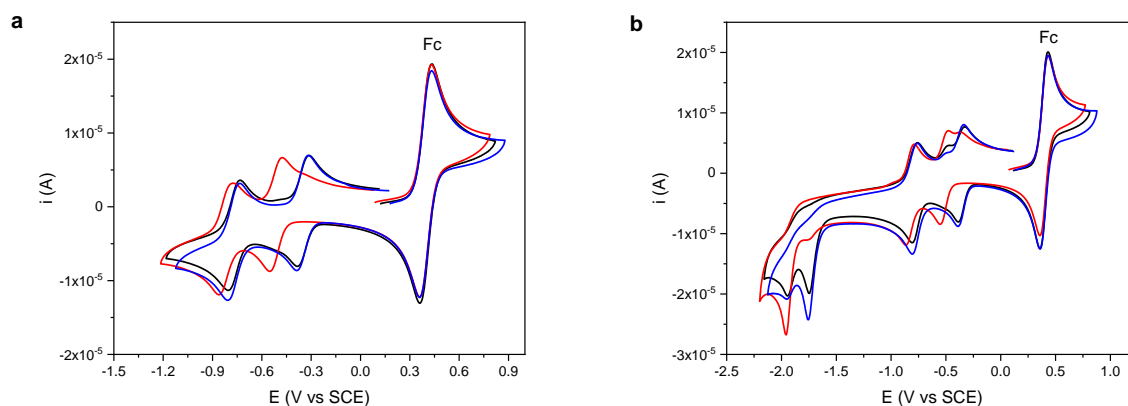 a
Fc
2x10⁻⁵
1x10⁻⁵
0
-1x10⁻⁵
-2x10⁻⁵
i (A)
-1.5 -1.2 -0.9 -0.6 -0.3 0.0 0.3 0.6 0.9
E (V vs SCE)
b
Fc
2x10⁻⁵
1x10⁻⁵
0
-1x10⁻⁵
-2x10⁻⁵
-3x10⁻⁵
i (A)
-2.5 -2.0 -1.5 -1.0 -0.5 0.0 0.5 1.0
E (V vs SCE)